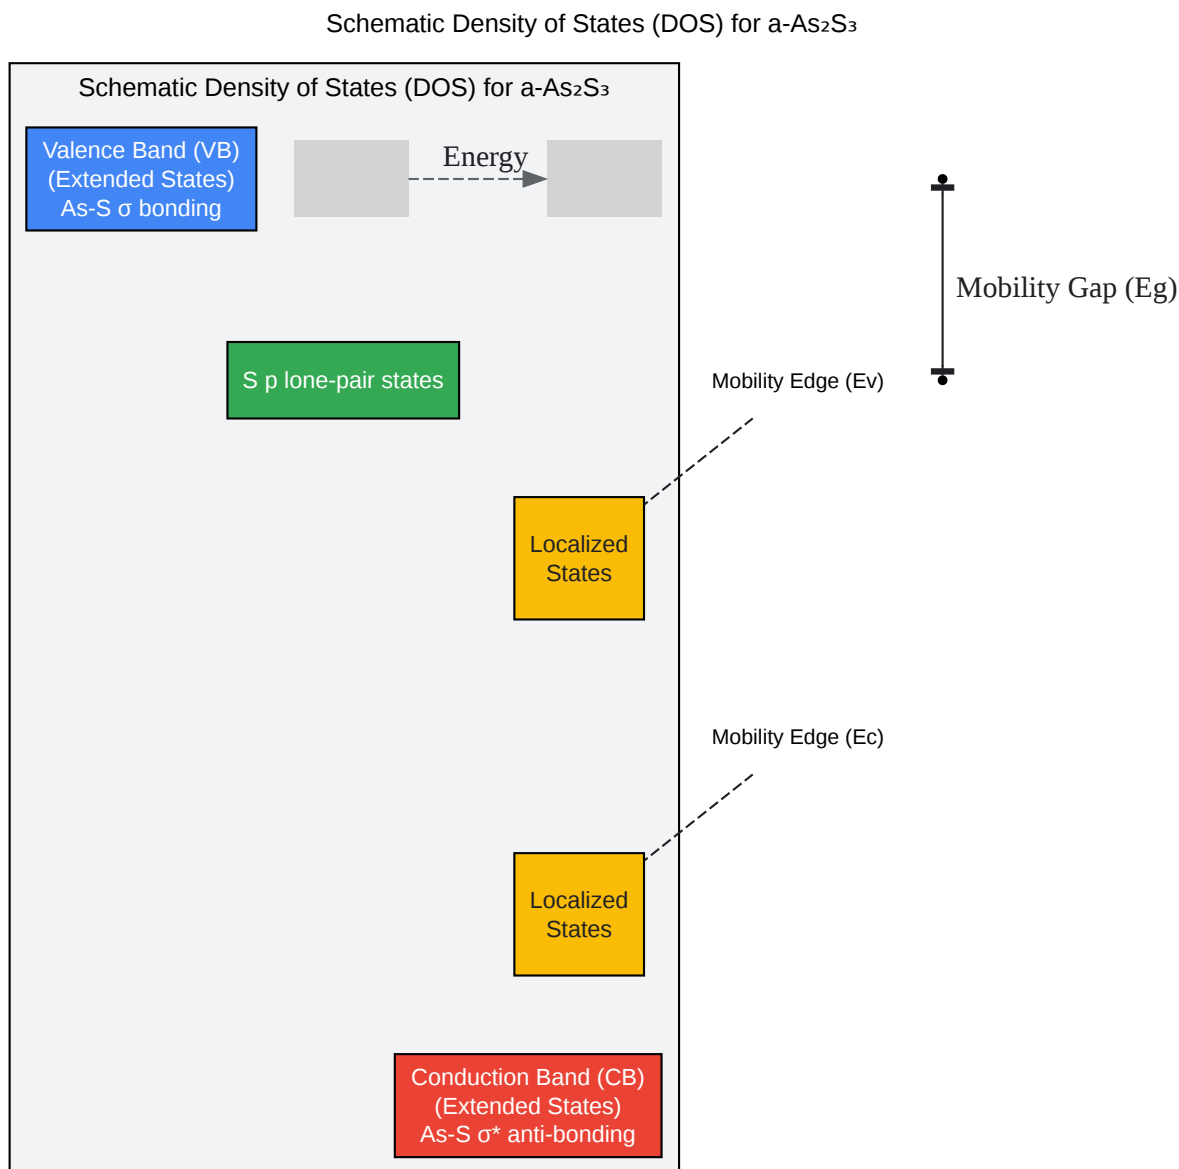 Schematic Density of States (DOS) for a-As₂S₃
Schematic Density of States (DOS) for a-As₂S₃
Valence Band (VB)
(Extended States)
As-S σ bonding
Energy
Mobility Gap (Eg)
S p lone-pair states
Mobility Edge (Ev)
Localized
States
Mobility Edge (Ec)
Localized
States
Conduction Band (CB)
(Extended States)
As-S σ* anti-bonding